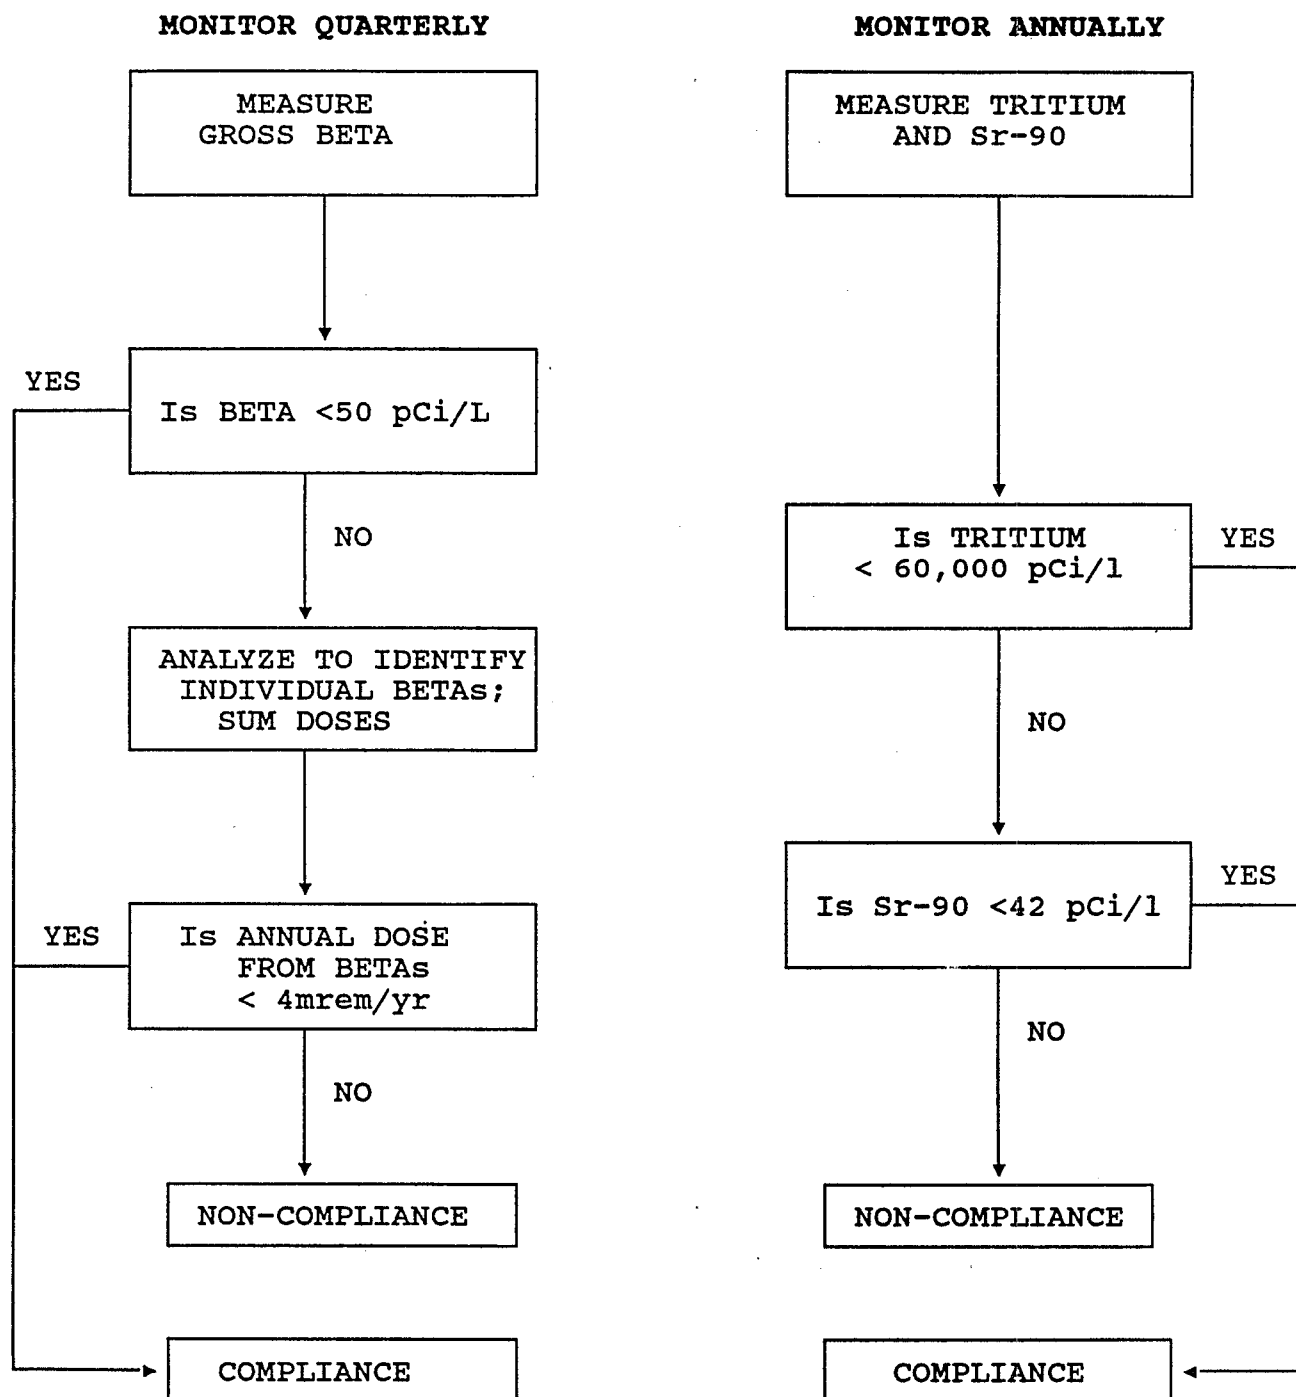 MONITOR QUARTERLY
MEASURE
GROSS BETA
YES
Is BETA <50 pCi/L
NO
ANALYZE TO IDENTIFY
INDIVIDUAL BETAs;
SUM DOSES
YES
Is ANNUAL DOSE
FROM BETAs
< 4mrem/yr
NO
NON-COMPLIANCE
COMPLIANCE
MONITOR ANNUALLY
MEASURE TRITIUM
AND Sr-90
Is TRITIUM
< 60,000 pCi/l
YES
NO
Is Sr-90 <42 pCi/l
YES
NO
NON-COMPLIANCE
COMPLIANCE